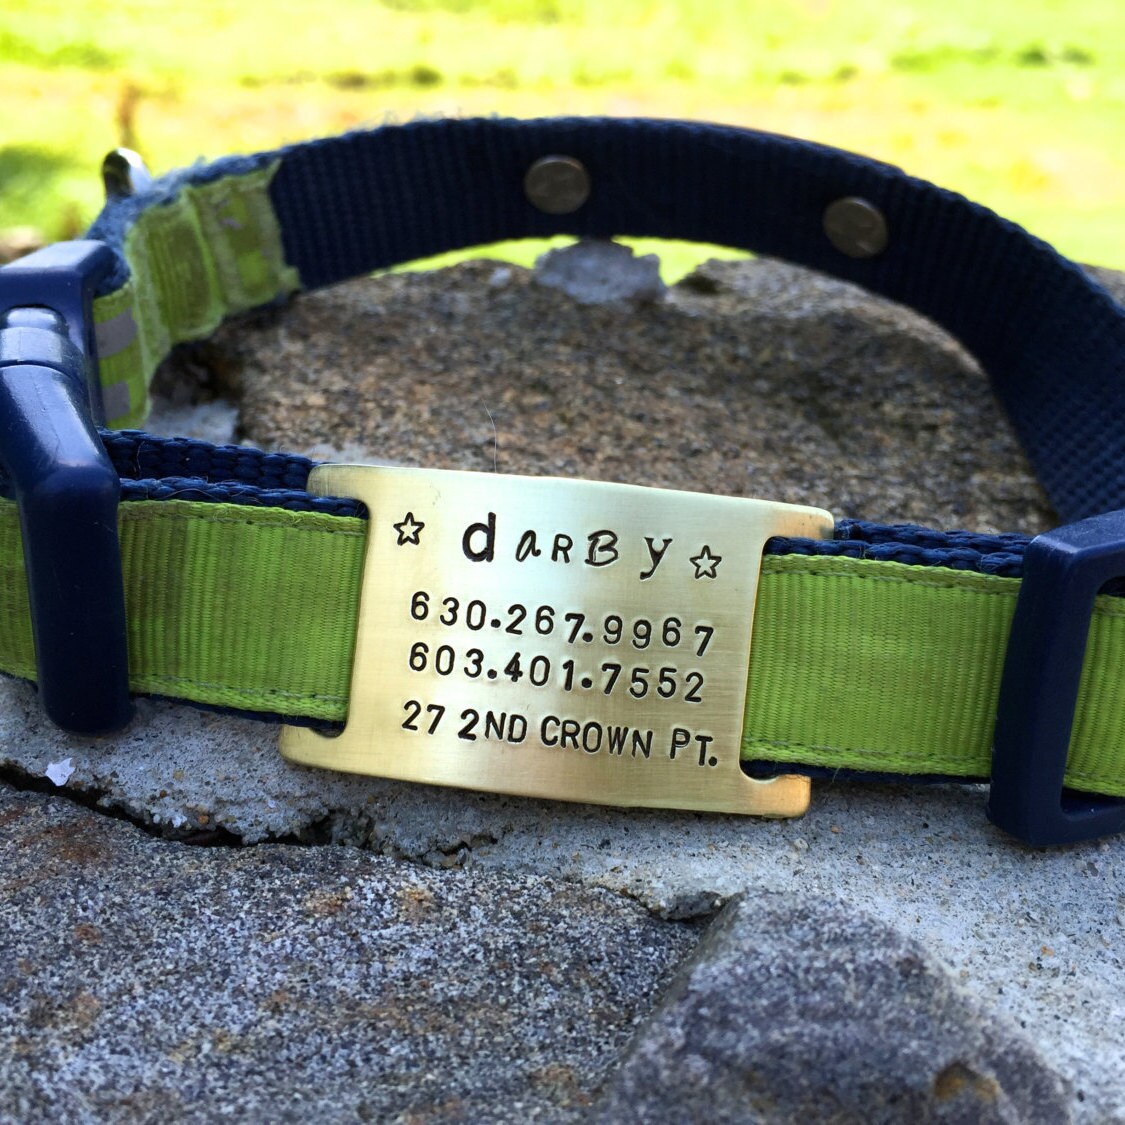 ☆ dARBy ☆
630.267.9967
603.401.7552
27 2ND CROWN PT.